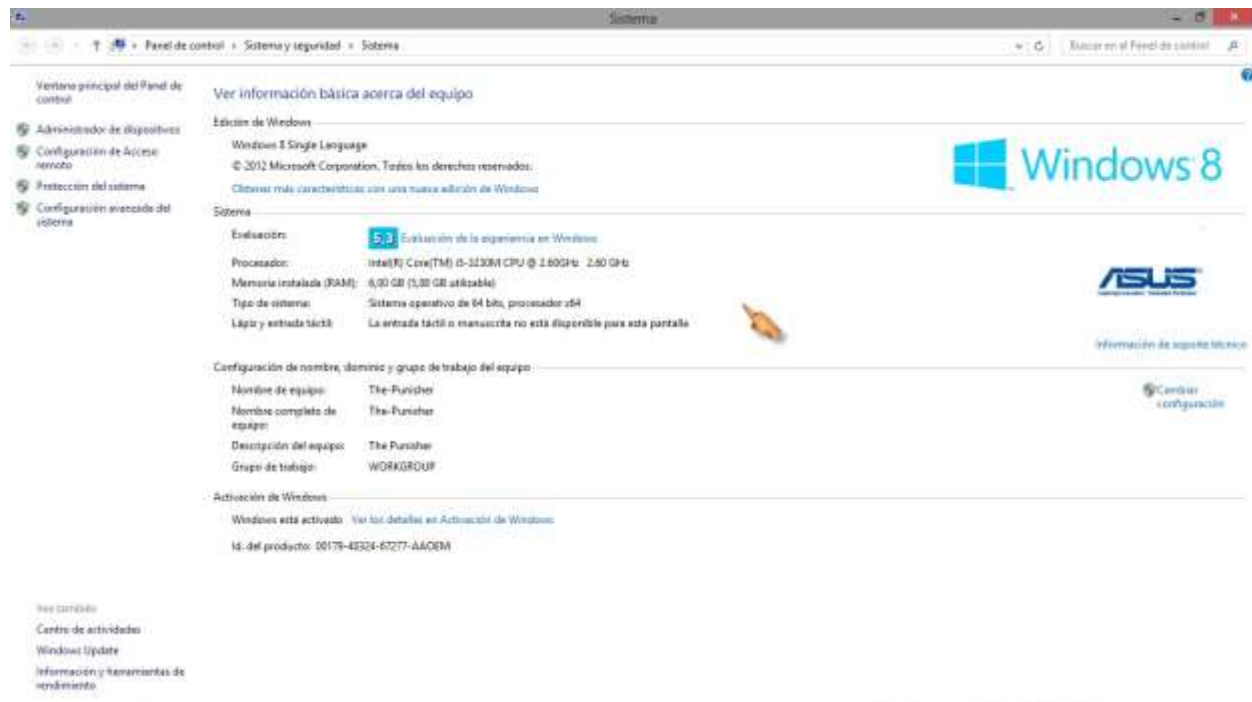 Sistema
Panel de control
Sistema y seguridad
Sistema
Buscar en el Panel de control
Ventana principal del Panel de
control
Administrador de dispositivos
Configuración de Acceso
remoto
Protección del sistema
Configuración avanzada del
sistema
Ver información básica acerca del equipo
Edición de Windows
Windows 8 Single Language
© 2012 Microsoft Corporation. Todos los derechos reservados.
Obtener más características con una nueva edición de Windows
Windows 8
Sistema
Evaluación:
5,3 Evaluación de la experiencia en Windows
Procesador:
Intel(R) Core(TM) i5-3230M CPU @ 2.60GHz 2.60 GHz
Memoria instalada (RAM):
6,00 GB utilizable)
Tipo de sistema:
Sistema operativo de 64 bits, procesador x64
Lápiz y entrada táctil:
La entrada táctil o manuscrita no está disponible para esta pantalla
ASUS
Información de soporte técnico
Configuración de nombre, dominio y grupo de trabajo del equipo
Nombre de equipo:
The-Punisher
Nombre completo de
equipo:
The-Punisher
Descripción del equipo:
The Punisher
Grupo de trabajo:
WORKGROUP
Cambiar
configuración
Activación de Windows
Windows está activado Ver los detalles en Activación de Windows
Id. del producto: 00179-40324-67277-AAOEM
Vea también
Centro de actividades
Windows Update
Información y herramientas de
rendimiento